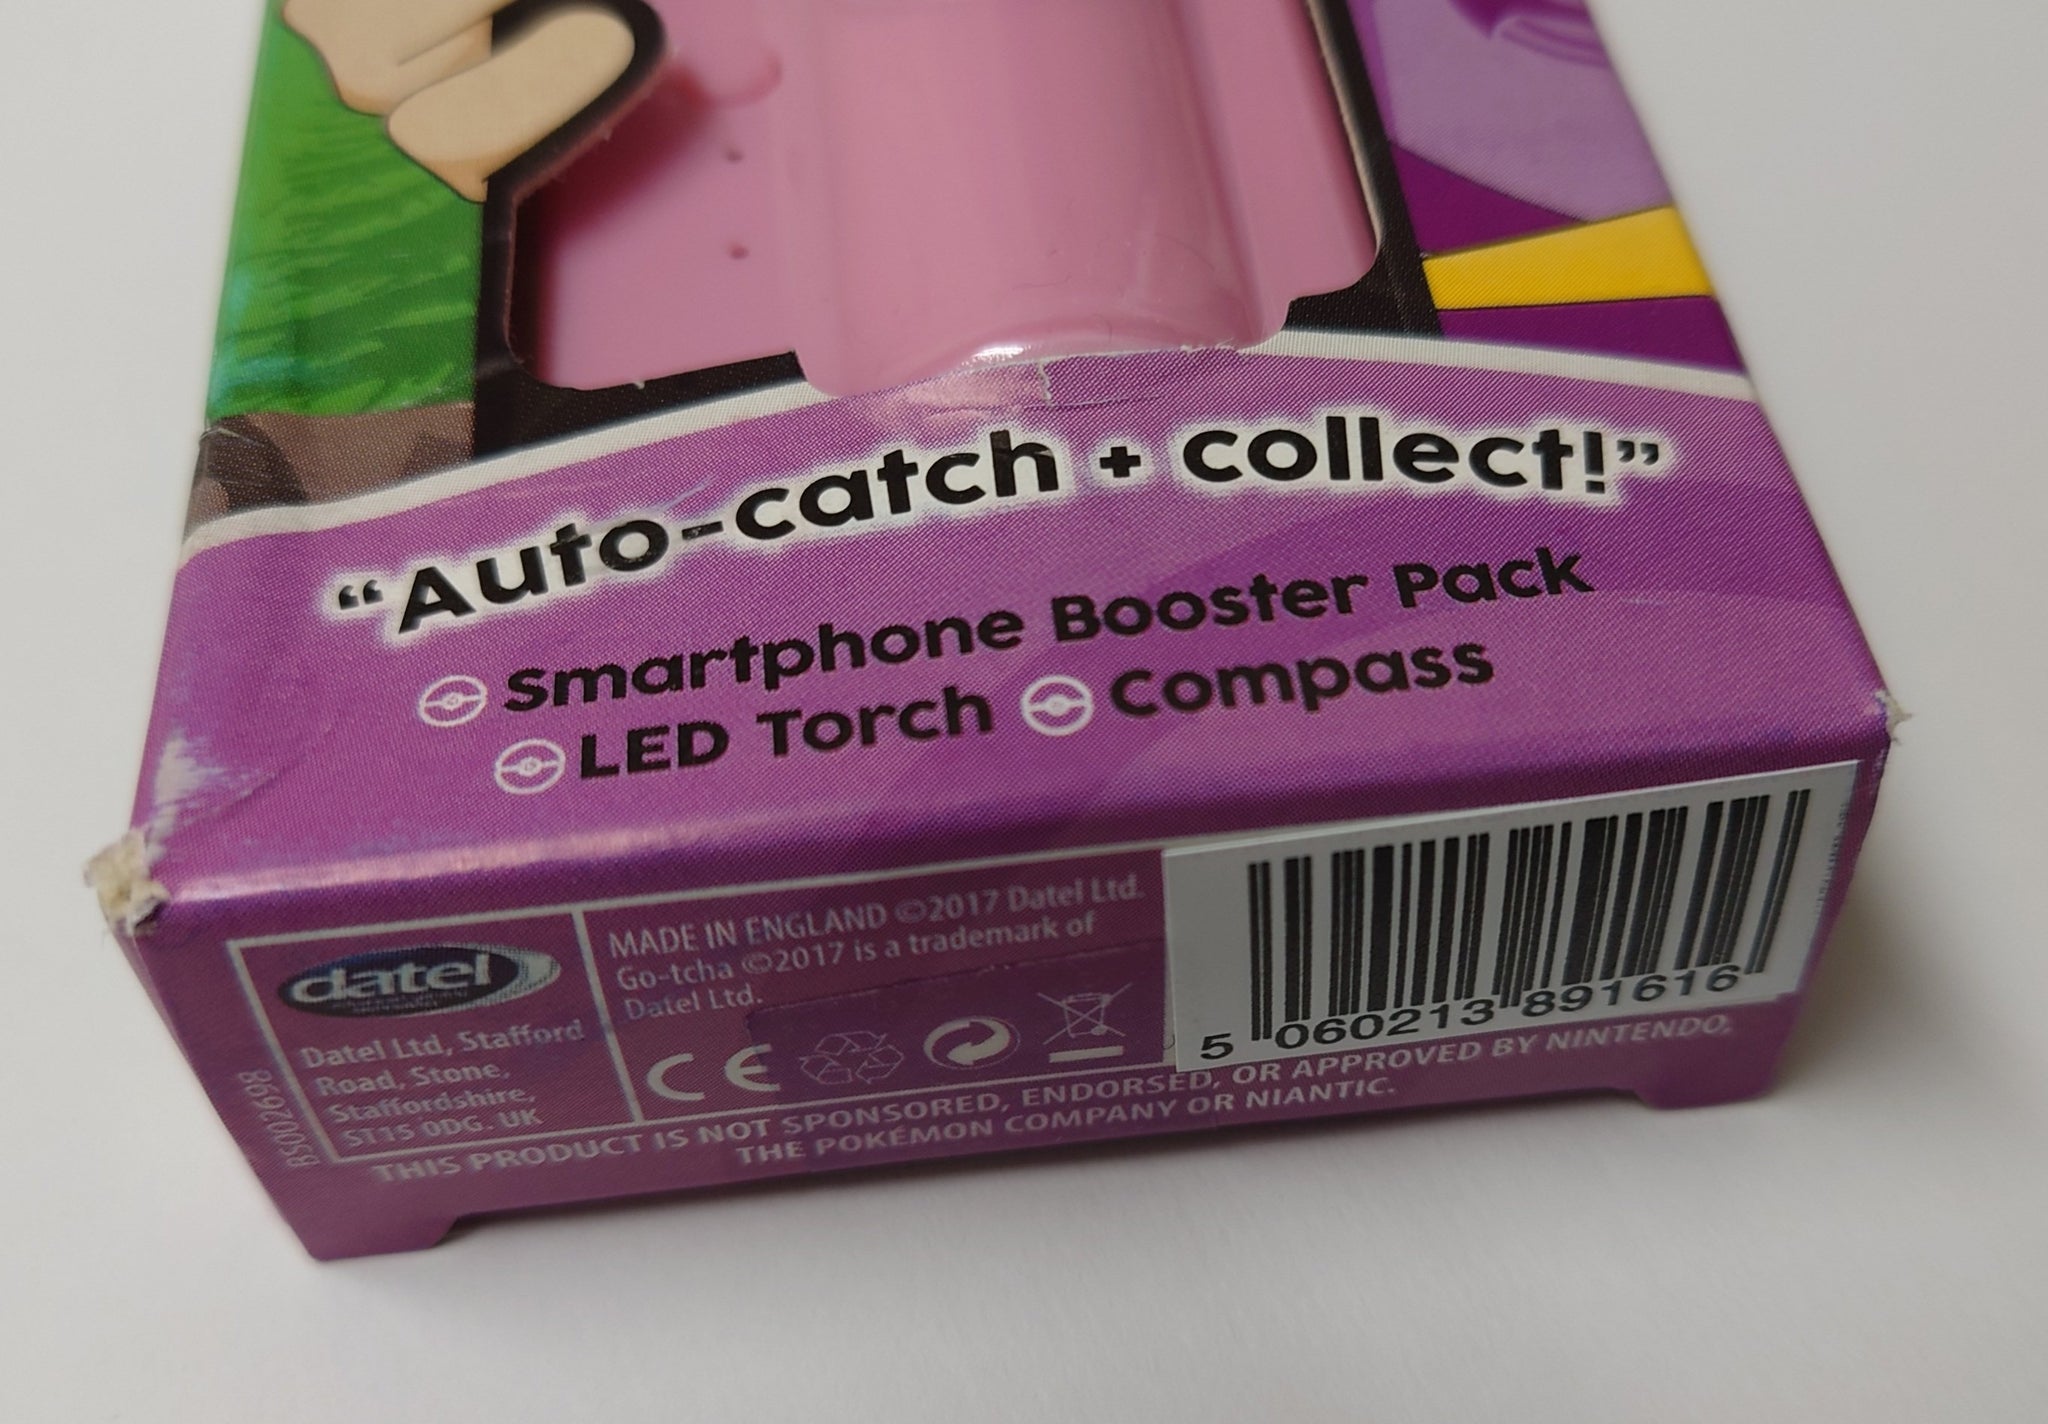 “Auto-catch + collect!”
Smartphone Booster Pack
LED Torch Compass
datel
Datel Ltd, Stafford
Road, Stone,
Staffordshire,
ST15 0DG. UK
BS002698
MADE IN ENGLAND ©2017 Datel Ltd.
Go-tcha ©2017 is a trademark of
Datel Ltd.
CE
5 060213 891616
THIS PRODUCT IS NOT SPONSORED, ENDORSED, OR APPROVED BY NINTENDO,
THE POKÉMON COMPANY OR NIANTIC.